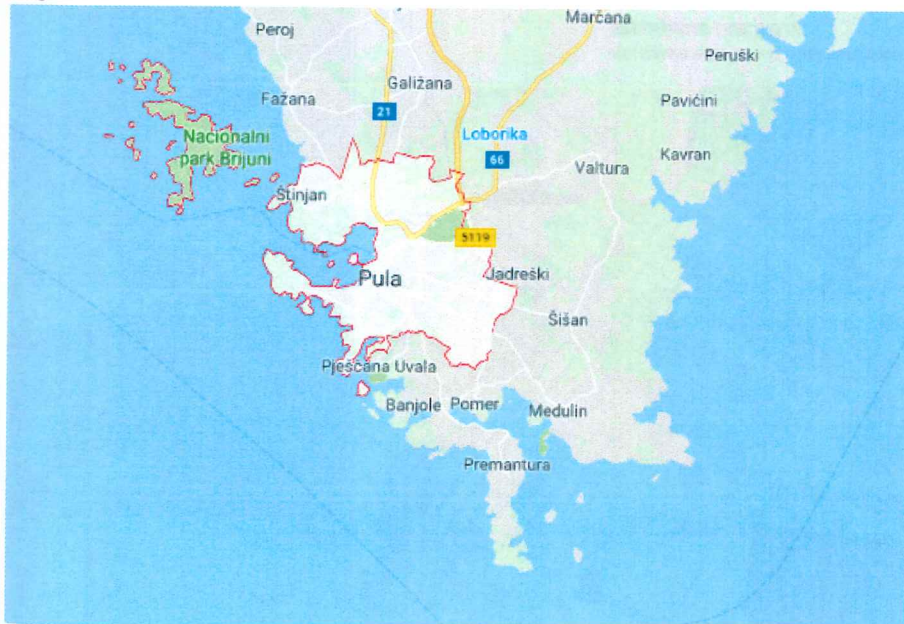 Marčana
Peroj
Peruški
Galižana
Fažana
Pavićini
21
Nacionalni
park Brijuni
Loborika
66
Kavran
Valtura
Štinjan
5119
Pula
Jadreški
Šišan
Pješčana Uvala
Banjole
Pomer
Medulin
Premantura